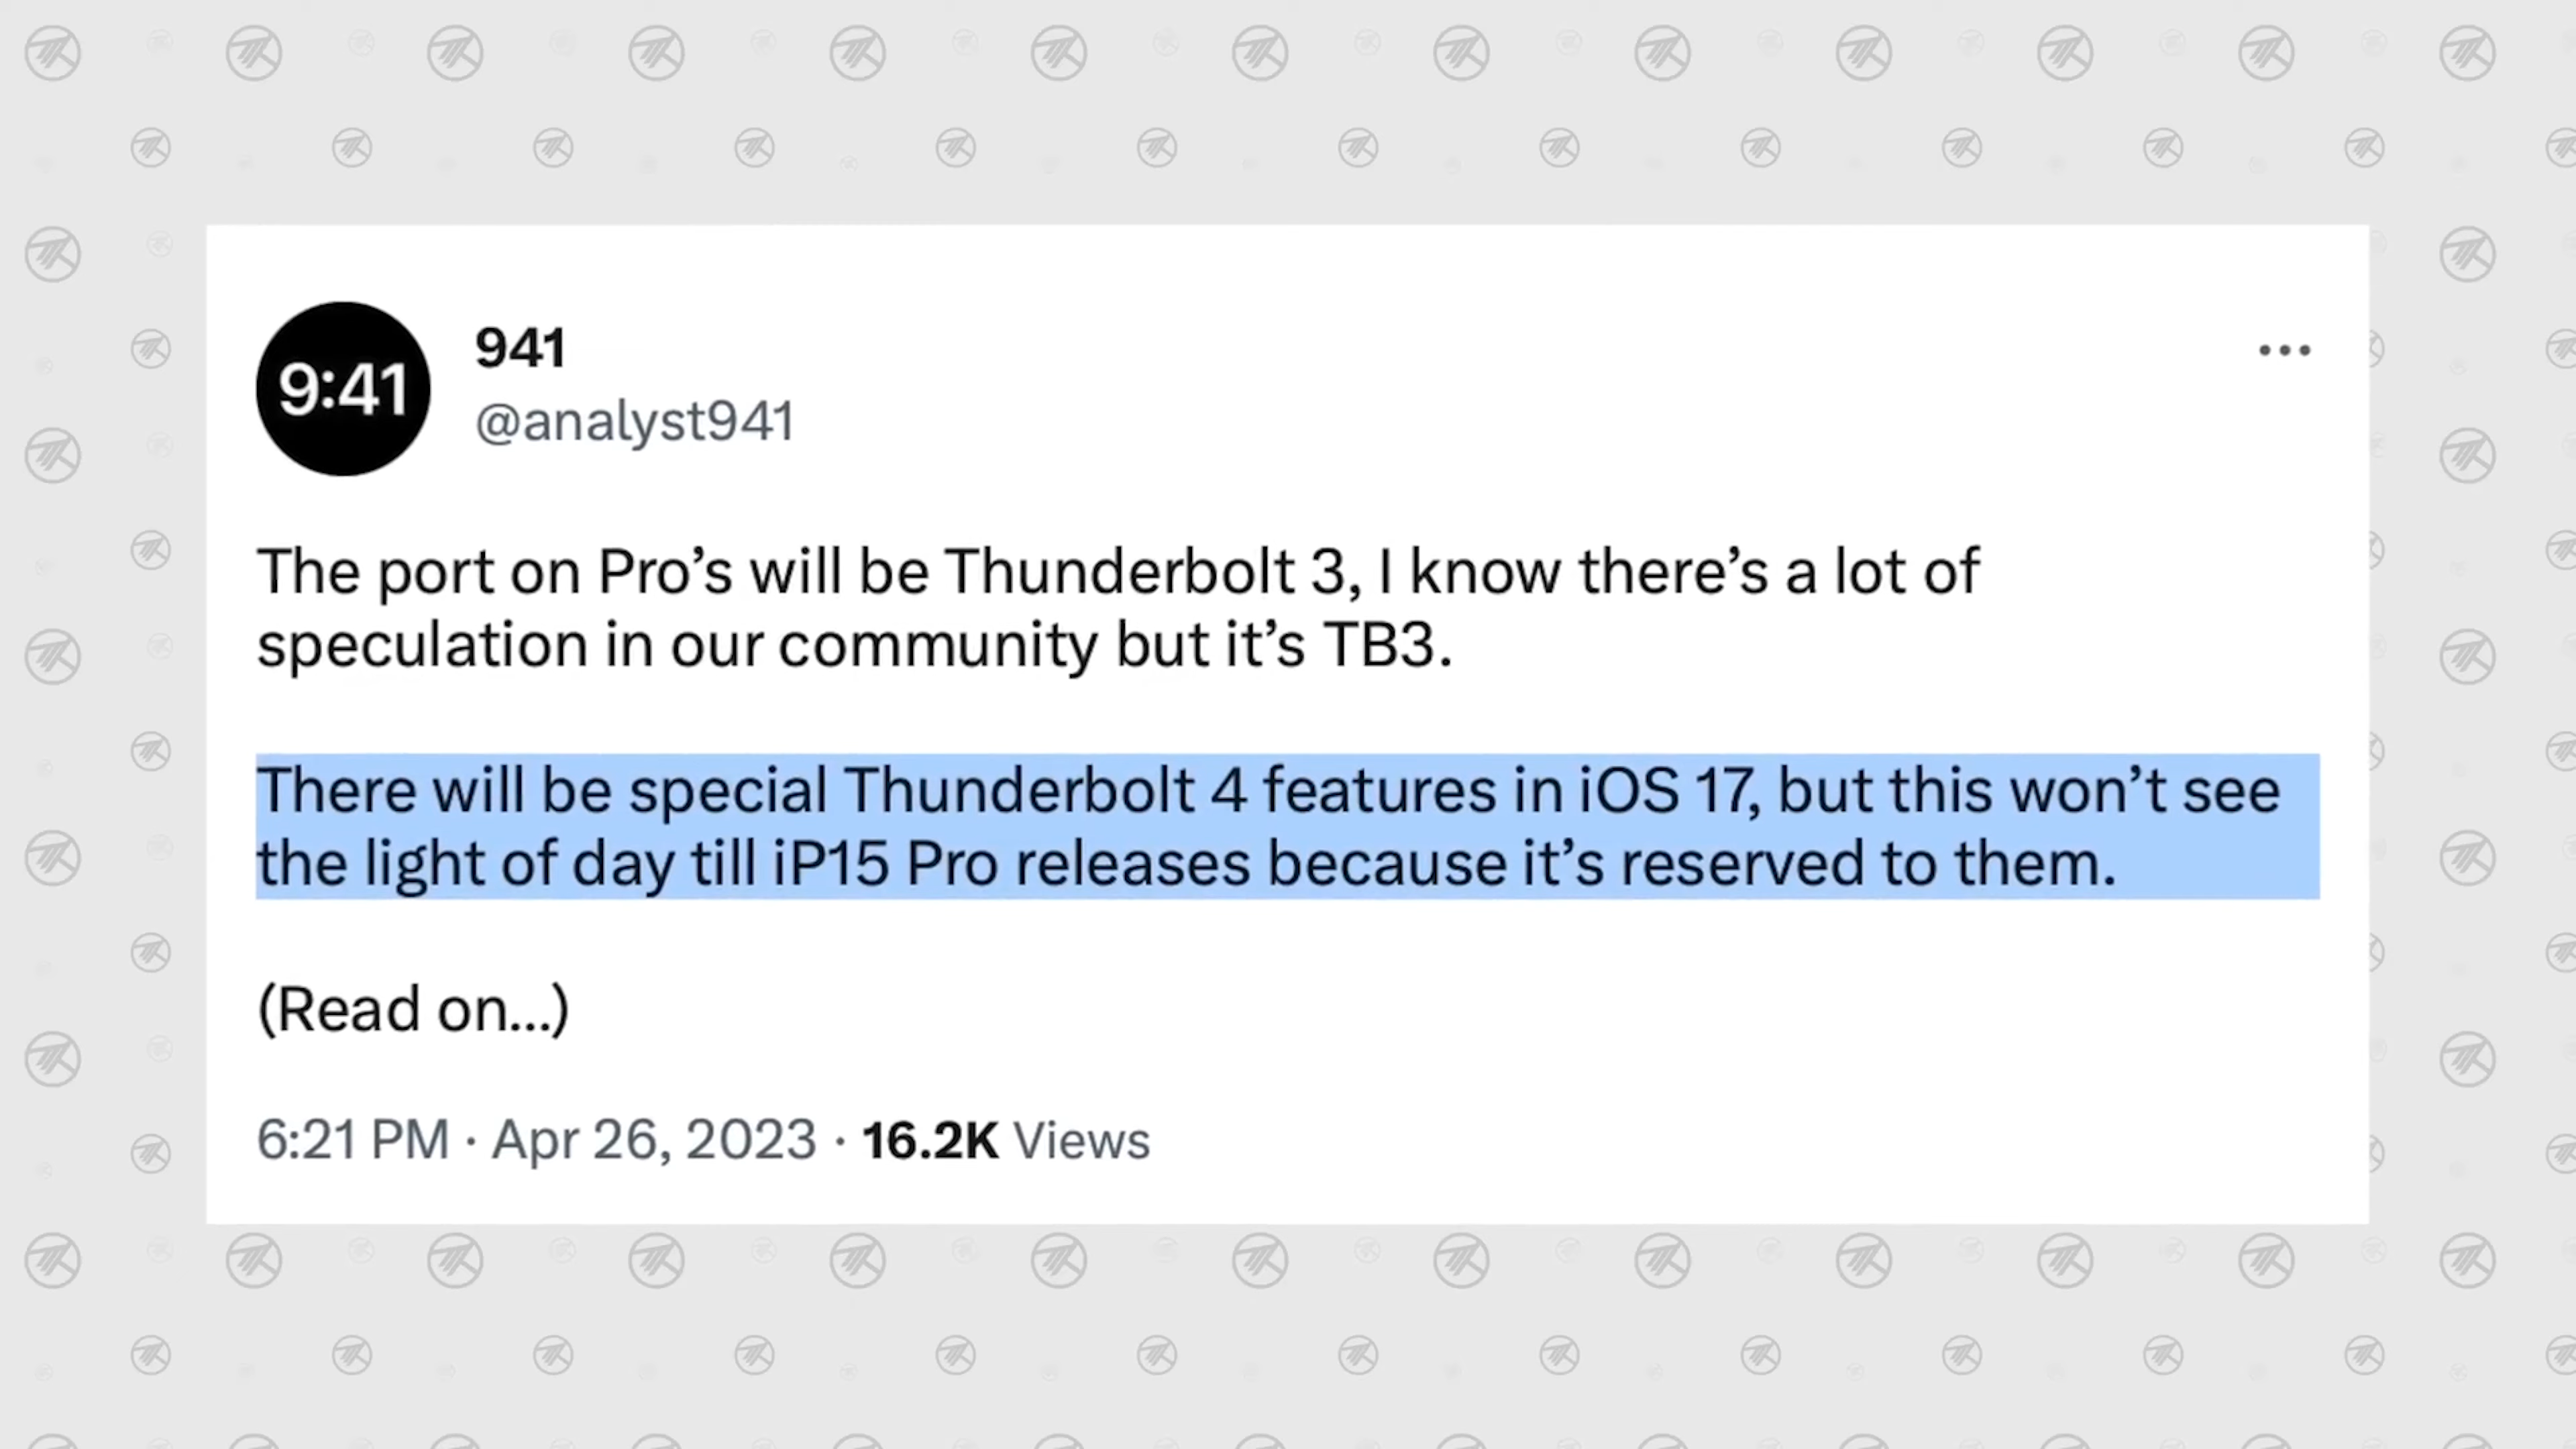 9:41
941
@analyst941
The port on Pro’s will be Thunderbolt 3, I know there’s a lot of
speculation in our community but it’s TB3.
There will be special Thunderbolt 4 features in iOS 17, but this won’t see
the light of day till iP15 Pro releases because it’s reserved to them.
(Read on...)
6:21 PM · Apr 26, 2023 · 16.2K Views